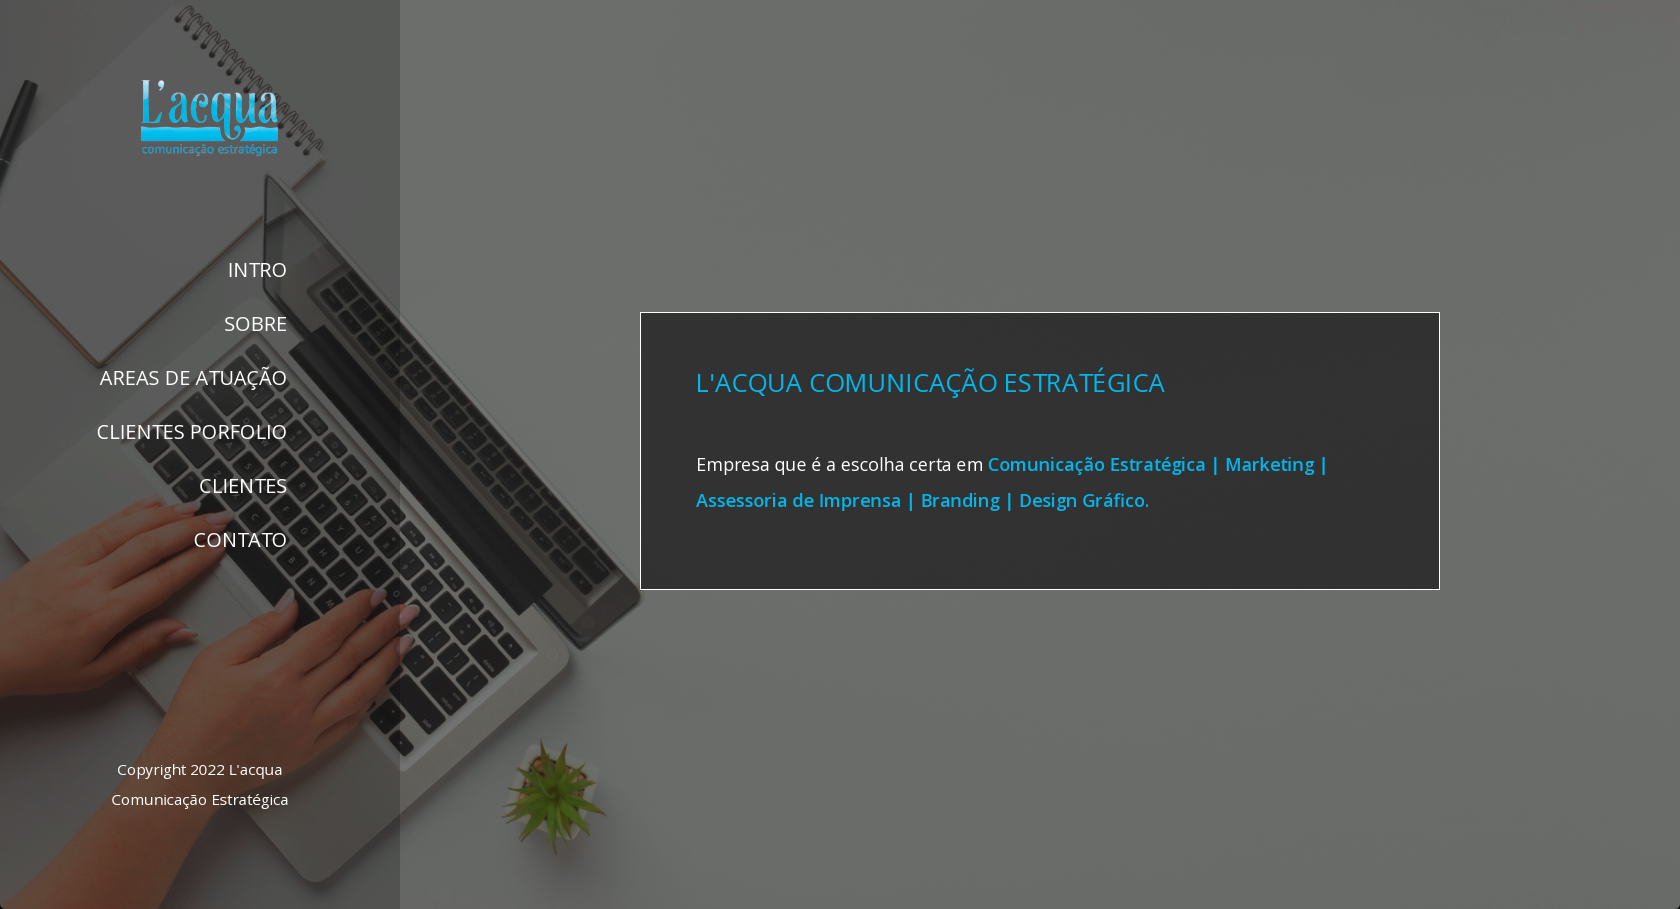 L'acqua
comunicação estratégica
INTRO
SOBRE
AREAS DE ATUAÇÃO
CLIENTES PORFOLIO
CLIENTES
CONTATO
Copyright 2022 L'acqua
Comunicação Estratégica
L'ACQUA COMUNICAÇÃO ESTRATÉGICA
Empresa que é a escolha certa em Comunicação Estratégica | Marketing |
Assessoria de Imprensa | Branding | Design Gráfico.